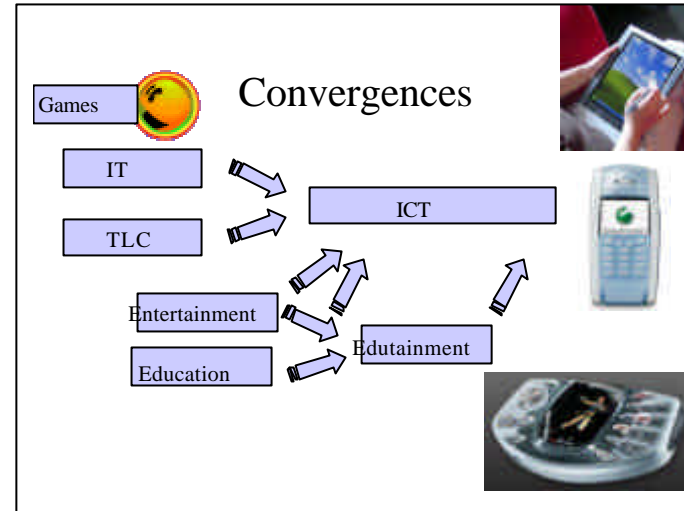 Convergences
Games
IT
TLC
ICT
Entertainment
Education
Edutainment